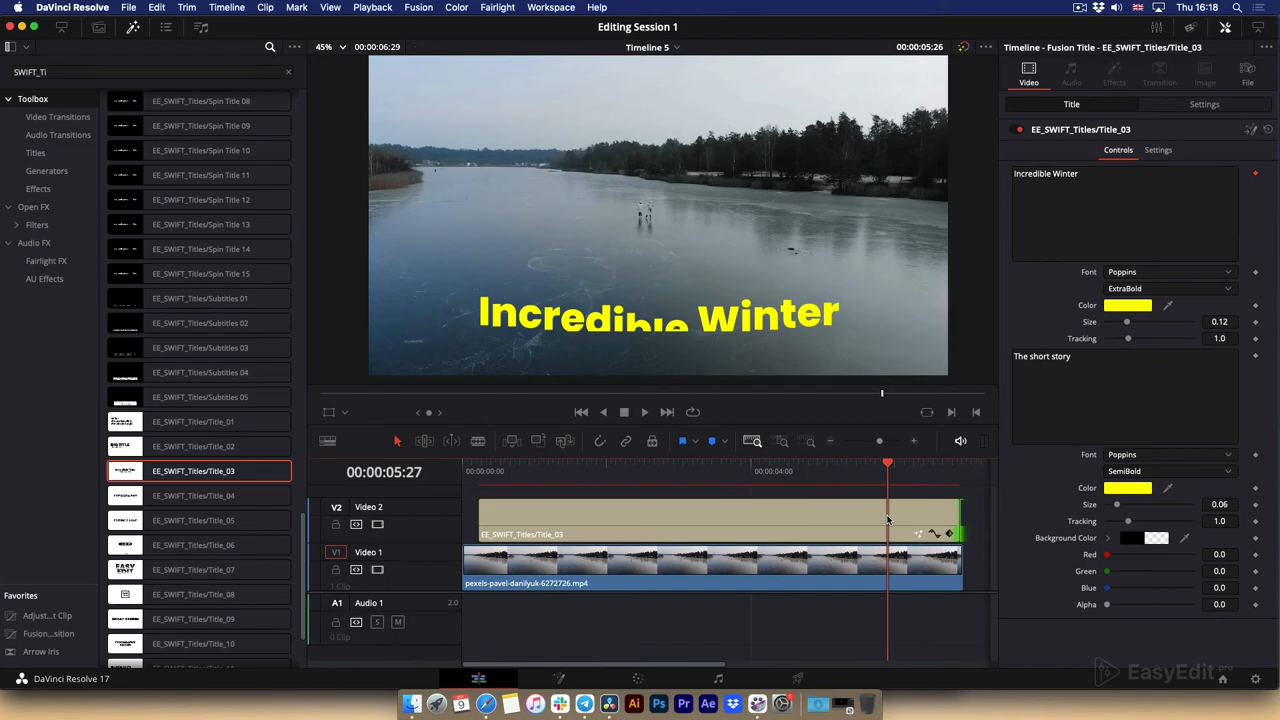 DaVinci Resolve File Edit Trim Timeline Clip Mark View Playback Fusion Color Fairlight Workspace Help Thu 16:18
Editing Session 1
45% 00:00:06:29 Timeline 5 00:00:05:26 Timeline - Fusion Title - EE_SWIFT_Titles/Title_03
SWIFT_Ti
Video Audio Effects Transition Image File
Toolbox
Video Transitions
Audio Transitions
Titles
Generators
Effects
Open FX
Filters
Audio FX
Fairlight FX
AU Effects
Favorites
Adjust...t Clip
Fusion...sition
Arrow Iris
EE_SWIFT_Titles/Spin Title 08
EE_SWIFT_Titles/Spin Title 09
EE_SWIFT_Titles/Spin Title 10
EE_SWIFT_Titles/Spin Title 11
EE_SWIFT_Titles/Spin Title 12
EE_SWIFT_Titles/Spin Title 13
EE_SWIFT_Titles/Spin Title 14
EE_SWIFT_Titles/Spin Title 15
EE_SWIFT_Titles/Subtitles 01
EE_SWIFT_Titles/Subtitles 02
EE_SWIFT_Titles/Subtitles 03
EE_SWIFT_Titles/Subtitles 04
EE_SWIFT_Titles/Subtitles 05
EE_SWIFT_Titles/Title_01
EE_SWIFT_Titles/Title_02
EE_SWIFT_Titles/Title_03
EE_SWIFT_Titles/Title_04
EE_SWIFT_Titles/Title_05
EE_SWIFT_Titles/Title_06
EE_SWIFT_Titles/Title_07
EE_SWIFT_Titles/Title_08
EE_SWIFT_Titles/Title_09
EE_SWIFT_Titles/Title_10
Incredible Winter
00:00:05:27
00:00:00:00 00:00:04:00
V2 Video 2
EE_SWIFT_Titles/Title_03
V1 Video 1
1 Clip
pexels-pavel-danilyuk-6272726.mp4
A1 Audio 1 2.0
S M
0 Clip
Title Settings
EE_SWIFT_Titles/Title_03
Controls Settings
Incredible Winter
Font Poppins
ExtraBold
Color
Size 0.12
Tracking 1.0
The short story
Font Poppins
SemiBold
Color
Size 0.06
Tracking 1.0
Background Color
Red 0.0
Green 0.0
Blue 0.0
Alpha 0.0
DaVinci Resolve 17
EasyEdit.pro
9
Ai Ps Pr Ae